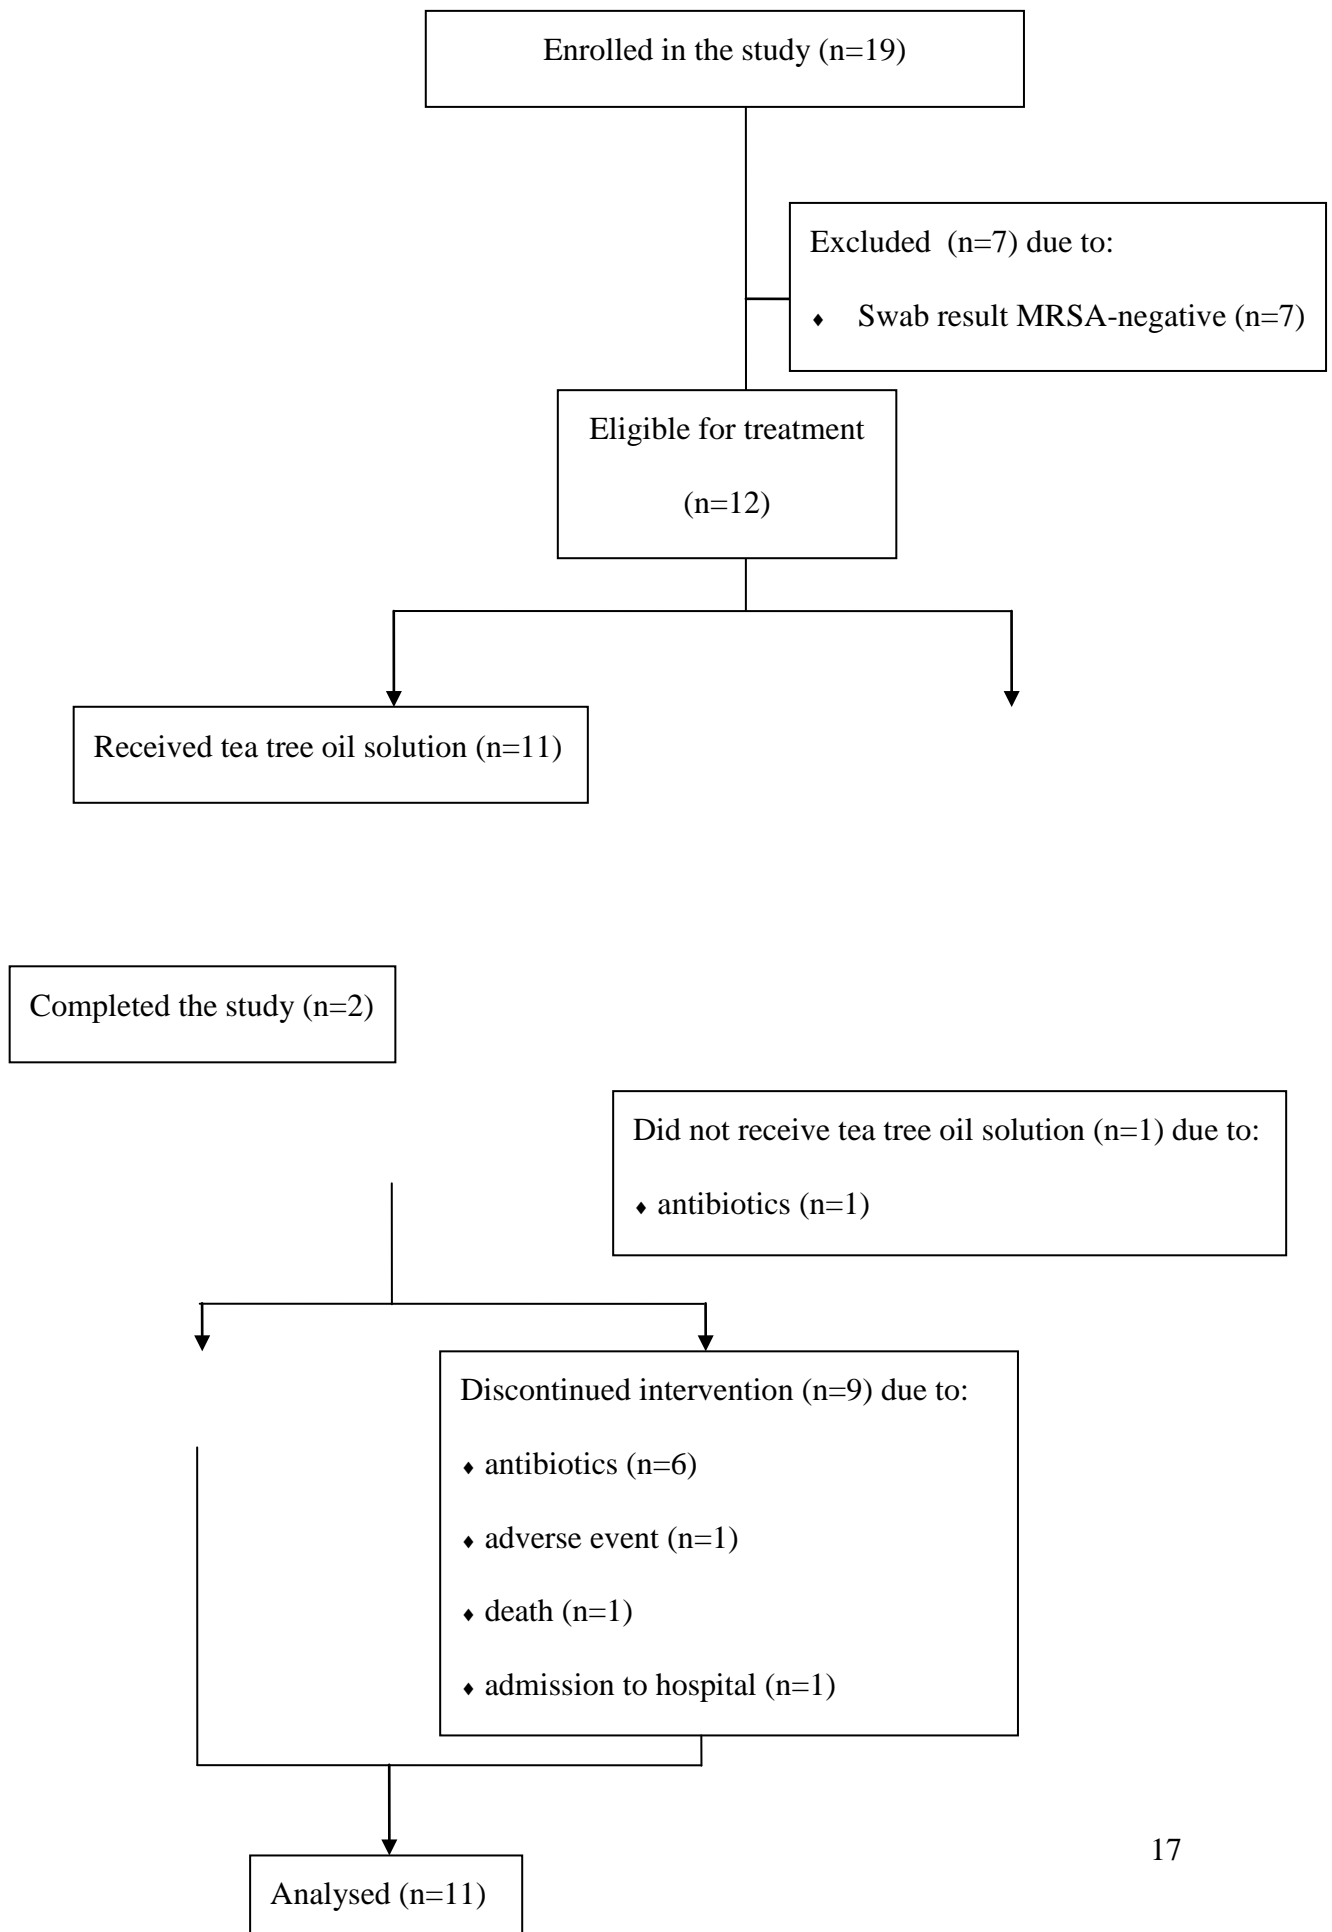 Enrolled in the study (n=19)
Excluded  (n=7) due to:
♦ Swab result MRSA-negative (n=7)
Eligible for treatment
(n=12)
Received tea tree oil solution (n=11)
Completed the study (n=2)
Did not receive tea tree oil solution (n=1) due to:
♦ antibiotics (n=1)
Discontinued intervention (n=9) due to:
♦ antibiotics (n=6)
♦ adverse event (n=1)
♦ death (n=1)
♦ admission to hospital (n=1)
17
Analysed (n=11)